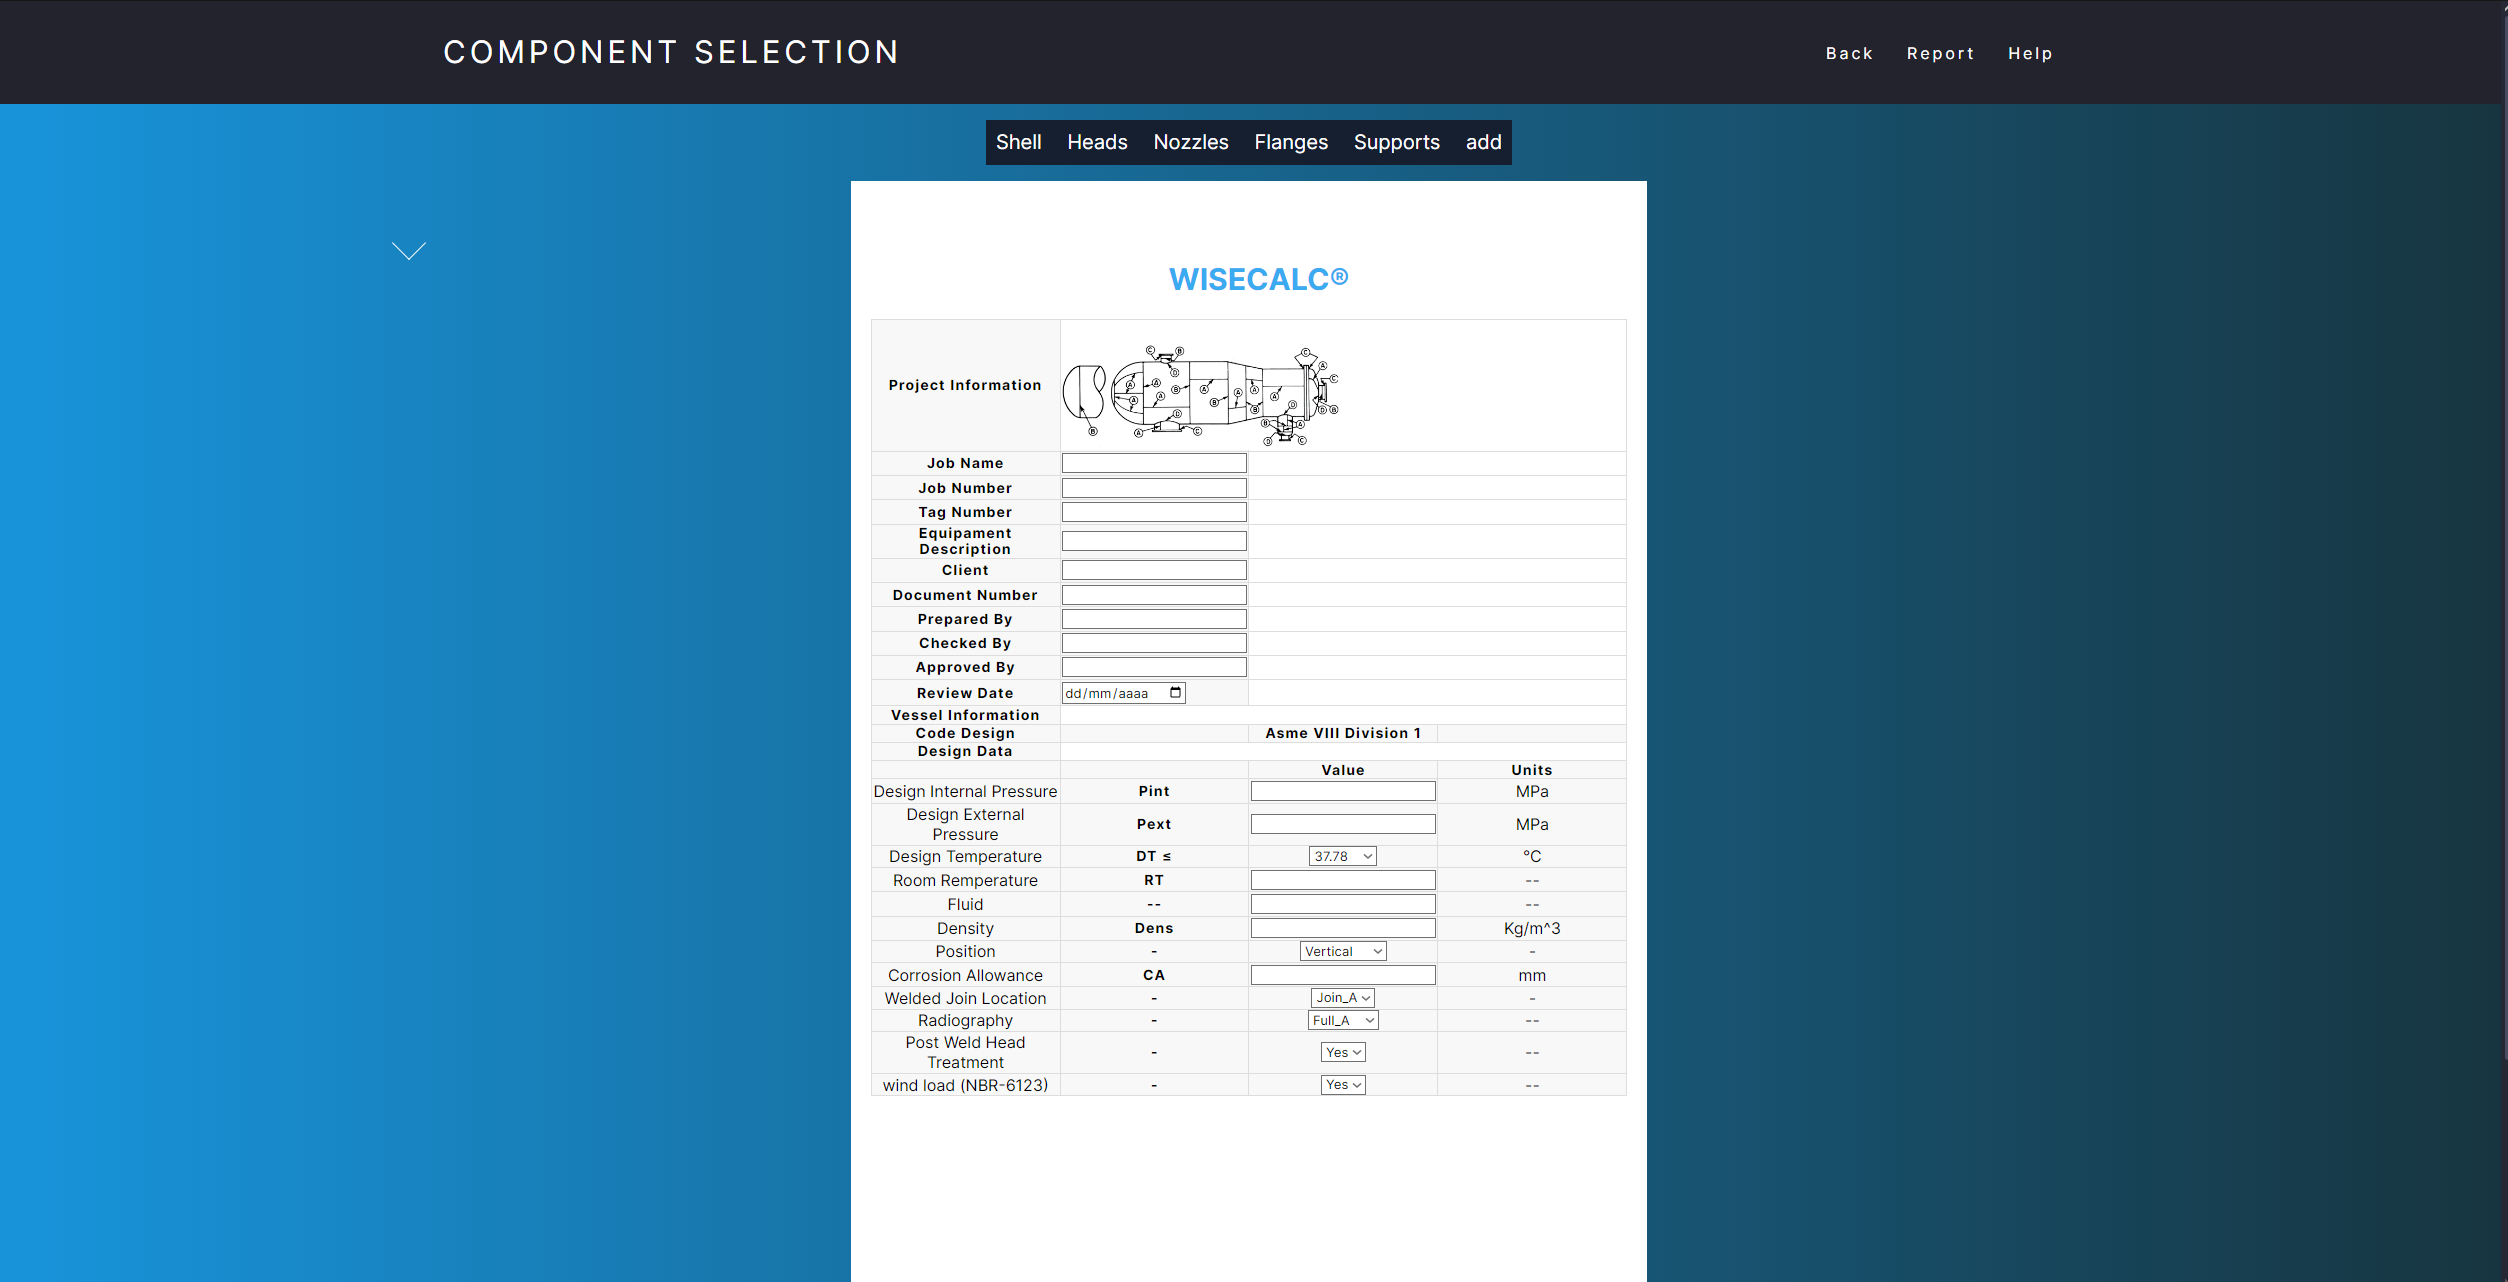 COMPONENT SELECTION
Back Report Help
Shell Heads Nozzles Flanges Supports add
WISECALC®
Project Information
Job Name
Job Number
Tag Number
Equipament
Description
Client
Document Number
Prepared By
Checked By
Approved By
Review Date dd/mm/aaaa
Vessel Information
Code Design Asme VIII Division 1
Design Data
Value Units
Design Internal Pressure Pint MPa
Design External
Pressure Pext MPa
Design Temperature DT ≤ 37.78 °C
Room Remperature RT --
Fluid -- --
Density Dens Kg/m^3
Position - Vertical -
Corrosion Allowance CA mm
Welded Join Location - Join_A -
Radiography - Full_A --
Post Weld Head
Treatment - Yes --
wind load (NBR-6123) - Yes --